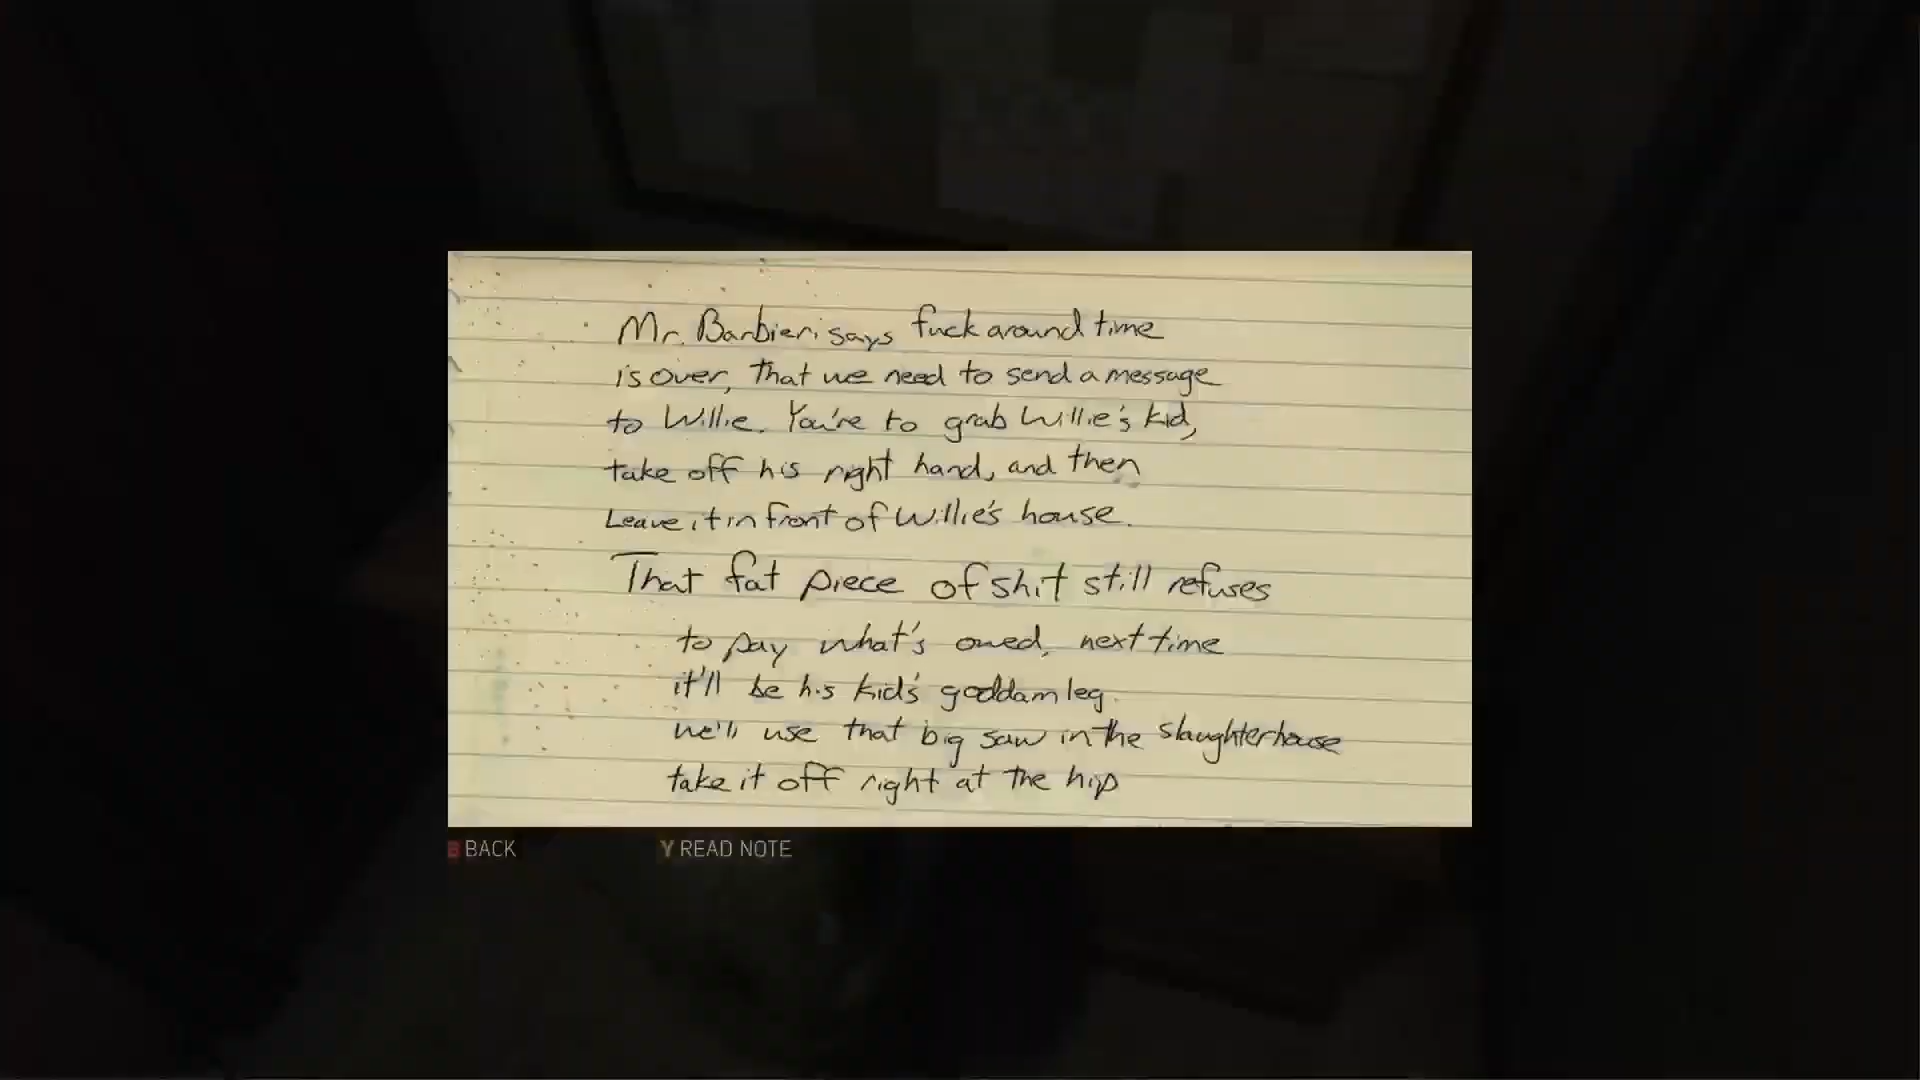 Mr. Barbieri says fuck around time
is over, that we need to send a message
to Willie. You're to grab Willie's kid,
take off his right hand, and then
Leave it in front of Willie's house.
That fat piece of shit still refuses
to pay what's owed, next time
it'll be his kid's goddam leg.
we'll use that big saw in the slaughterhouse
take it off right at the hip
B BACK Y READ NOTE